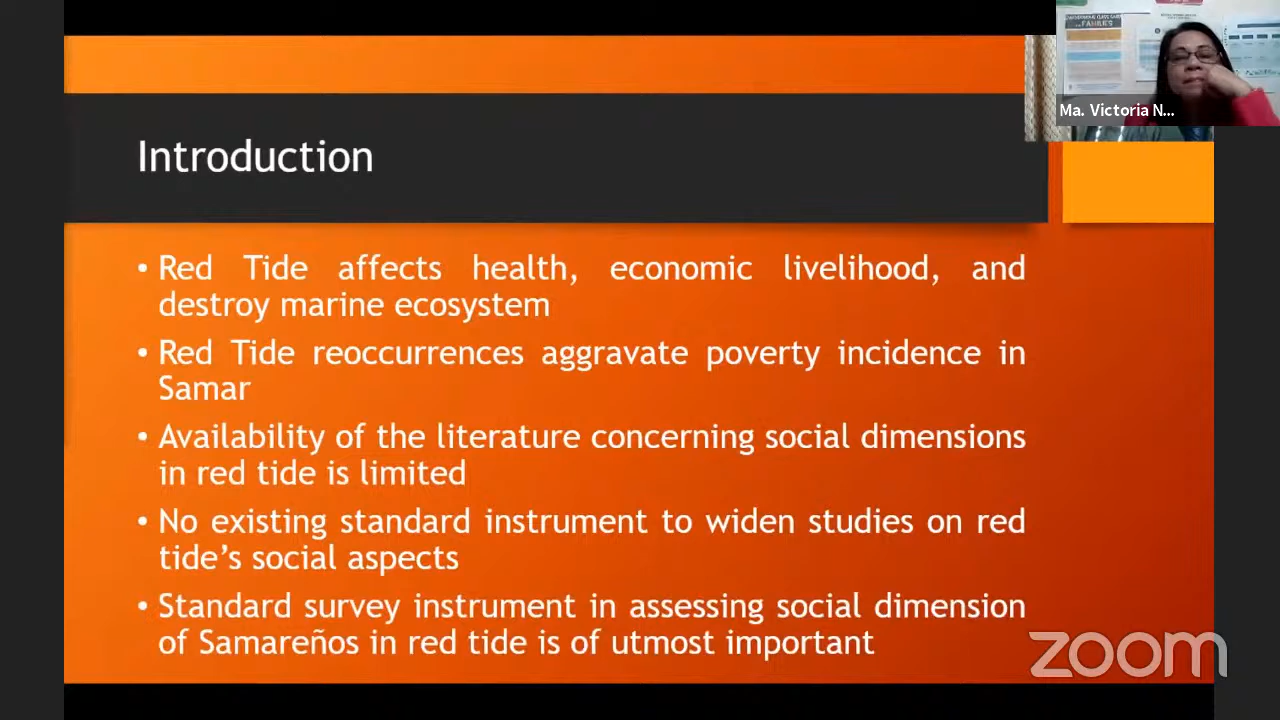 FAMILIES
Ma. Victoria N...
Introduction
• Red Tide affects health, economic livelihood, and
destroy marine ecosystem
• Red Tide reoccurrences aggravate poverty incidence in
Samar
• Availability of the literature concerning social dimensions
in red tide is limited
• No existing standard instrument to widen studies on red
tide's social aspects
• Standard survey instrument in assessing social dimension
of Samareños in red tide is of utmost important
zoom